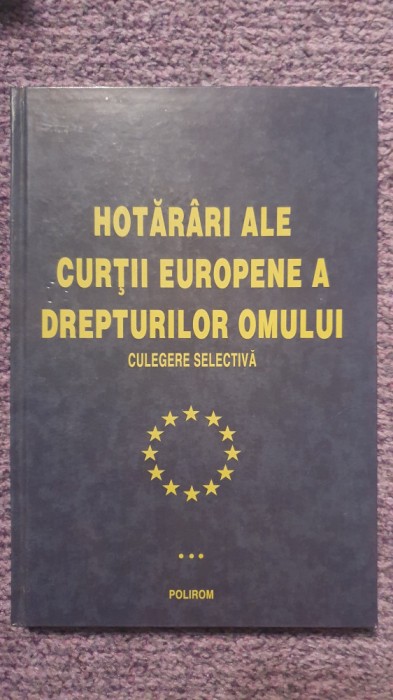 HOTĂRÂRI ALE
CURŢII EUROPENE A
DREPTURILOR OMULUI
CULEGERE SELECTIVĂ
POLIROM